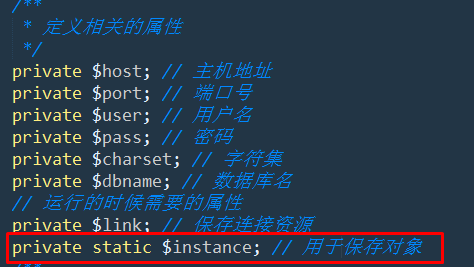 /**
* 定义相关的属性
*/
private $host; // 主机地址
private $port; // 端口号
private $user; // 用户名
private $pass; // 密码
private $charset; // 字符集
private $dbname; // 数据库名
// 运行的时候需要的属性
private $link; // 保存连接资源
private static $instance; // 用于保存对象
/**